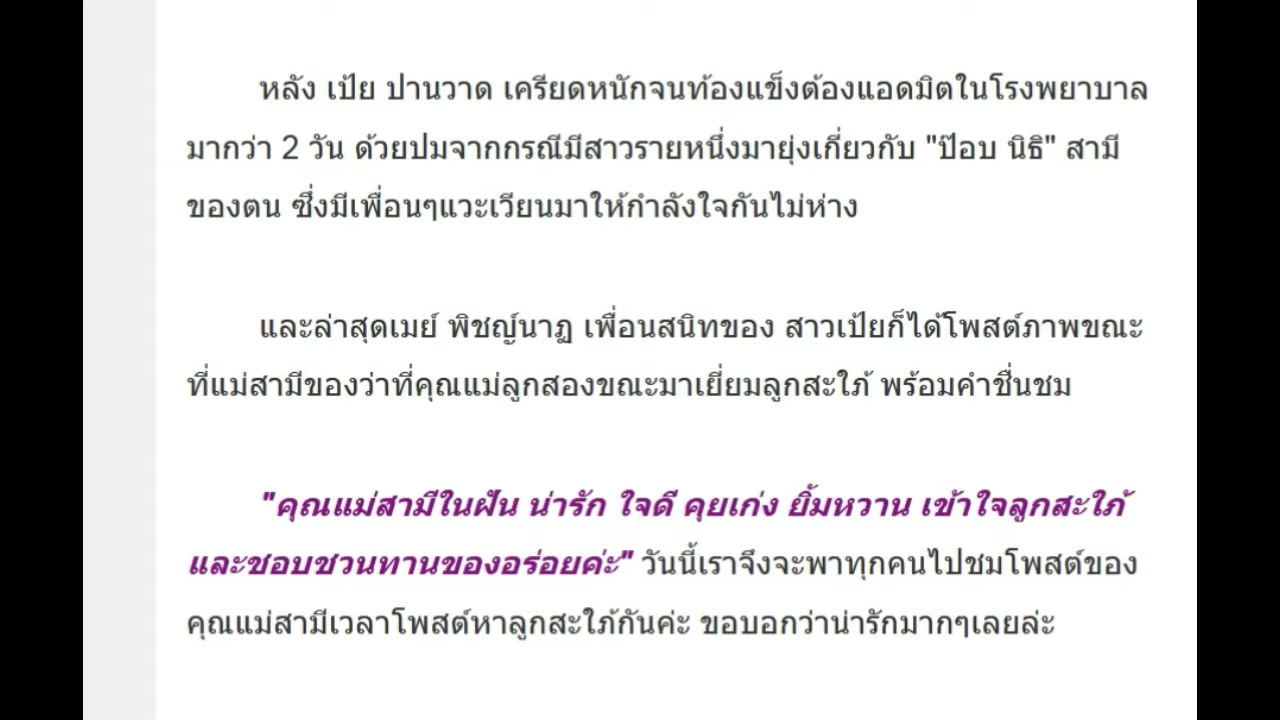 หลัง เป้ย ปานวาด เครียดหนักจนท้องแข็งต้องแอดมิตในโรงพยาบาล
มากว่า 2 วัน ด้วยปมจากกรณีมีสาวรายหนึ่งมายุ่งเกี่ยวกับ "ป๊อบ นิธิ" สามี
ของตน ซึ่งมีเพื่อนๆแวะเวียนมาให้กำลังใจกันไม่ห่าง
และล่าสุดเมย์ พิชญ์นาฏ เพื่อนสนิทของ สาวเป้ยก็ได้โพสต์ภาพขณะ
ที่แม่สามีของว่าที่คุณแม่ลูกสองขณะมาเยี่ยมลูกสะใภ้ พร้อมคำชื่นชม
"คุณแม่สามีในฝัน น่ารัก ใจดี คุยเก่ง ยิ้มหวาน เข้าใจลูกสะใภ้
และชอบชวนทานของอร่อยค่ะ" วันนี้เราจึงจะพาทุกคนไปชมโพสต์ของ
คุณแม่สามีเวลาโพสต์หาลูกสะใภ้กันค่ะ ขอบอกว่าน่ารักมากๆเลยล่ะ